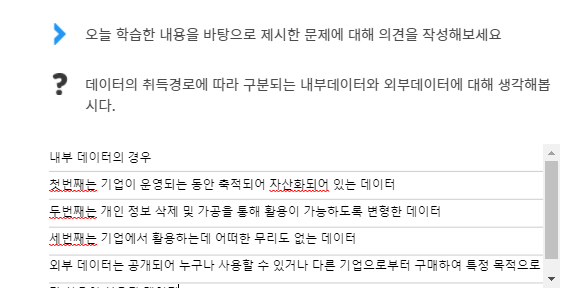 오늘 학습한 내용을 바탕으로 제시한 문제에 대해 의견을 작성해보세요
? 데이터의 취득경로에 따라 구분되는 내부데이터와 외부데이터에 대해 생각해봅
시다.
내부 데이터의 경우
첫번째는 기업이 운영되는 동안 축적되어 자산화되어 있는 데이터
두번째는 개인 정보 삭제 및 가공을 통해 활용이 가능하도록 변형한 데이터
세번째는 기업에서 활용하는데 어떠한 무리도 없는 데이터
외부 데이터는 공개되어 누구나 사용할 수 있거나 다른 기업으로부터 구매하여 특정 목적으로